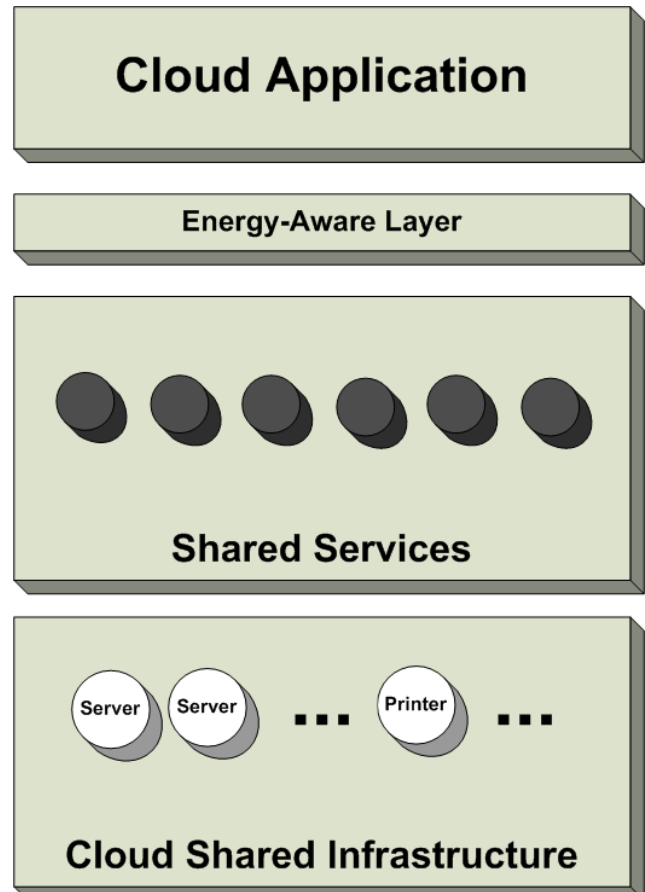 Cloud Application
Energy-Aware Layer
Shared Services
Server Server ... Printer ...
Cloud Shared Infrastructure